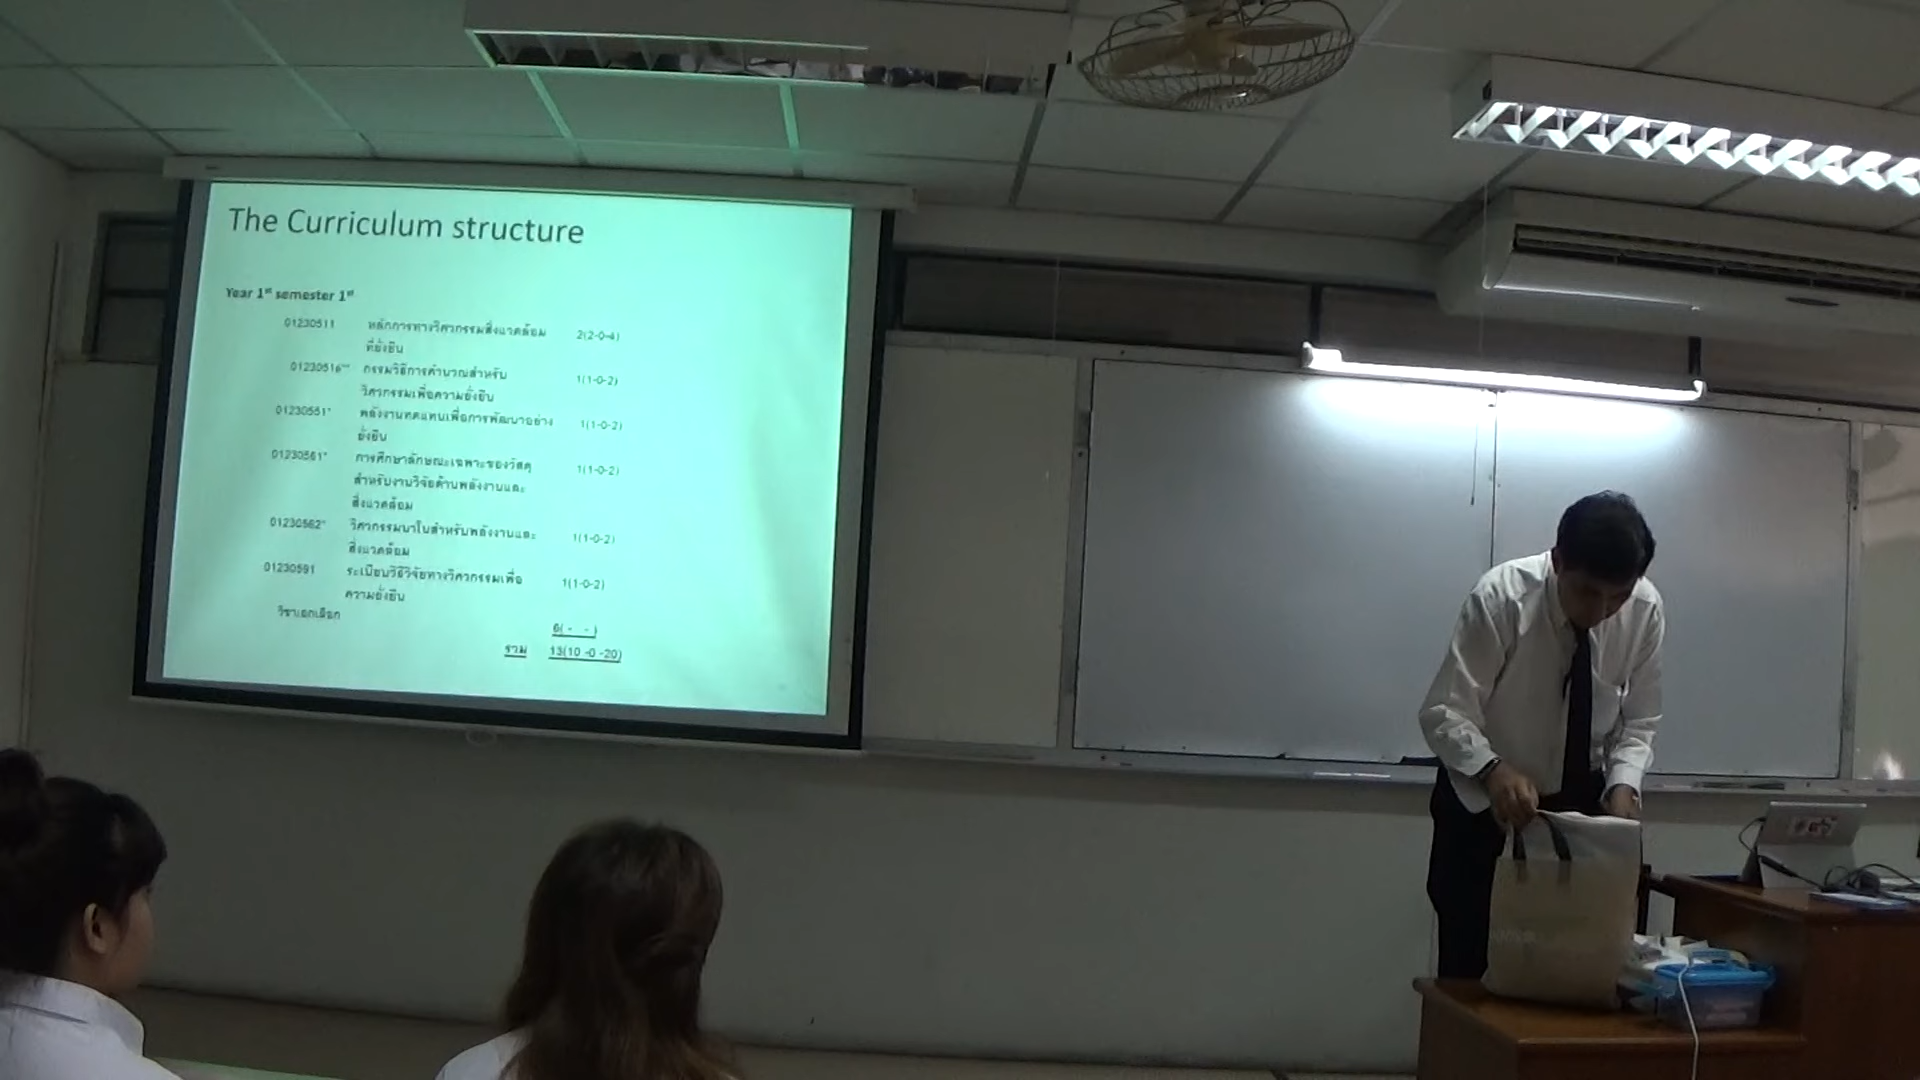 The Curriculum structure
Year 1st semester 1st
01230511 หลักการทางวิศวกรรมสิ่งแวดล้อม 2(2-0-4)
ที่ยั่งยืน
01230516** กรรมวิธีการคำนวณสำหรับ 1(1-0-2)
วิศวกรรมเพื่อความยั่งยืน
01230551* พลังงานทดแทนเพื่อการพัฒนาอย่าง 1(1-0-2)
ยั่งยืน
01230561* การศึกษาลักษณะเฉพาะของวัสดุ 1(1-0-2)
สำหรับงานวิจัยด้านพลังงานและ
สิ่งแวดล้อม
01230562* วิศวกรรมนาโนสำหรับพลังงานและ 1(1-0-2)
สิ่งแวดล้อม
01230591 ระเบียบวิธีวิจัยทางวิศวกรรมเพื่อ 1(1-0-2)
ความยั่งยืน
วิชาเอกเลือก
6( - - )
รวม 13(10 -0 -20)